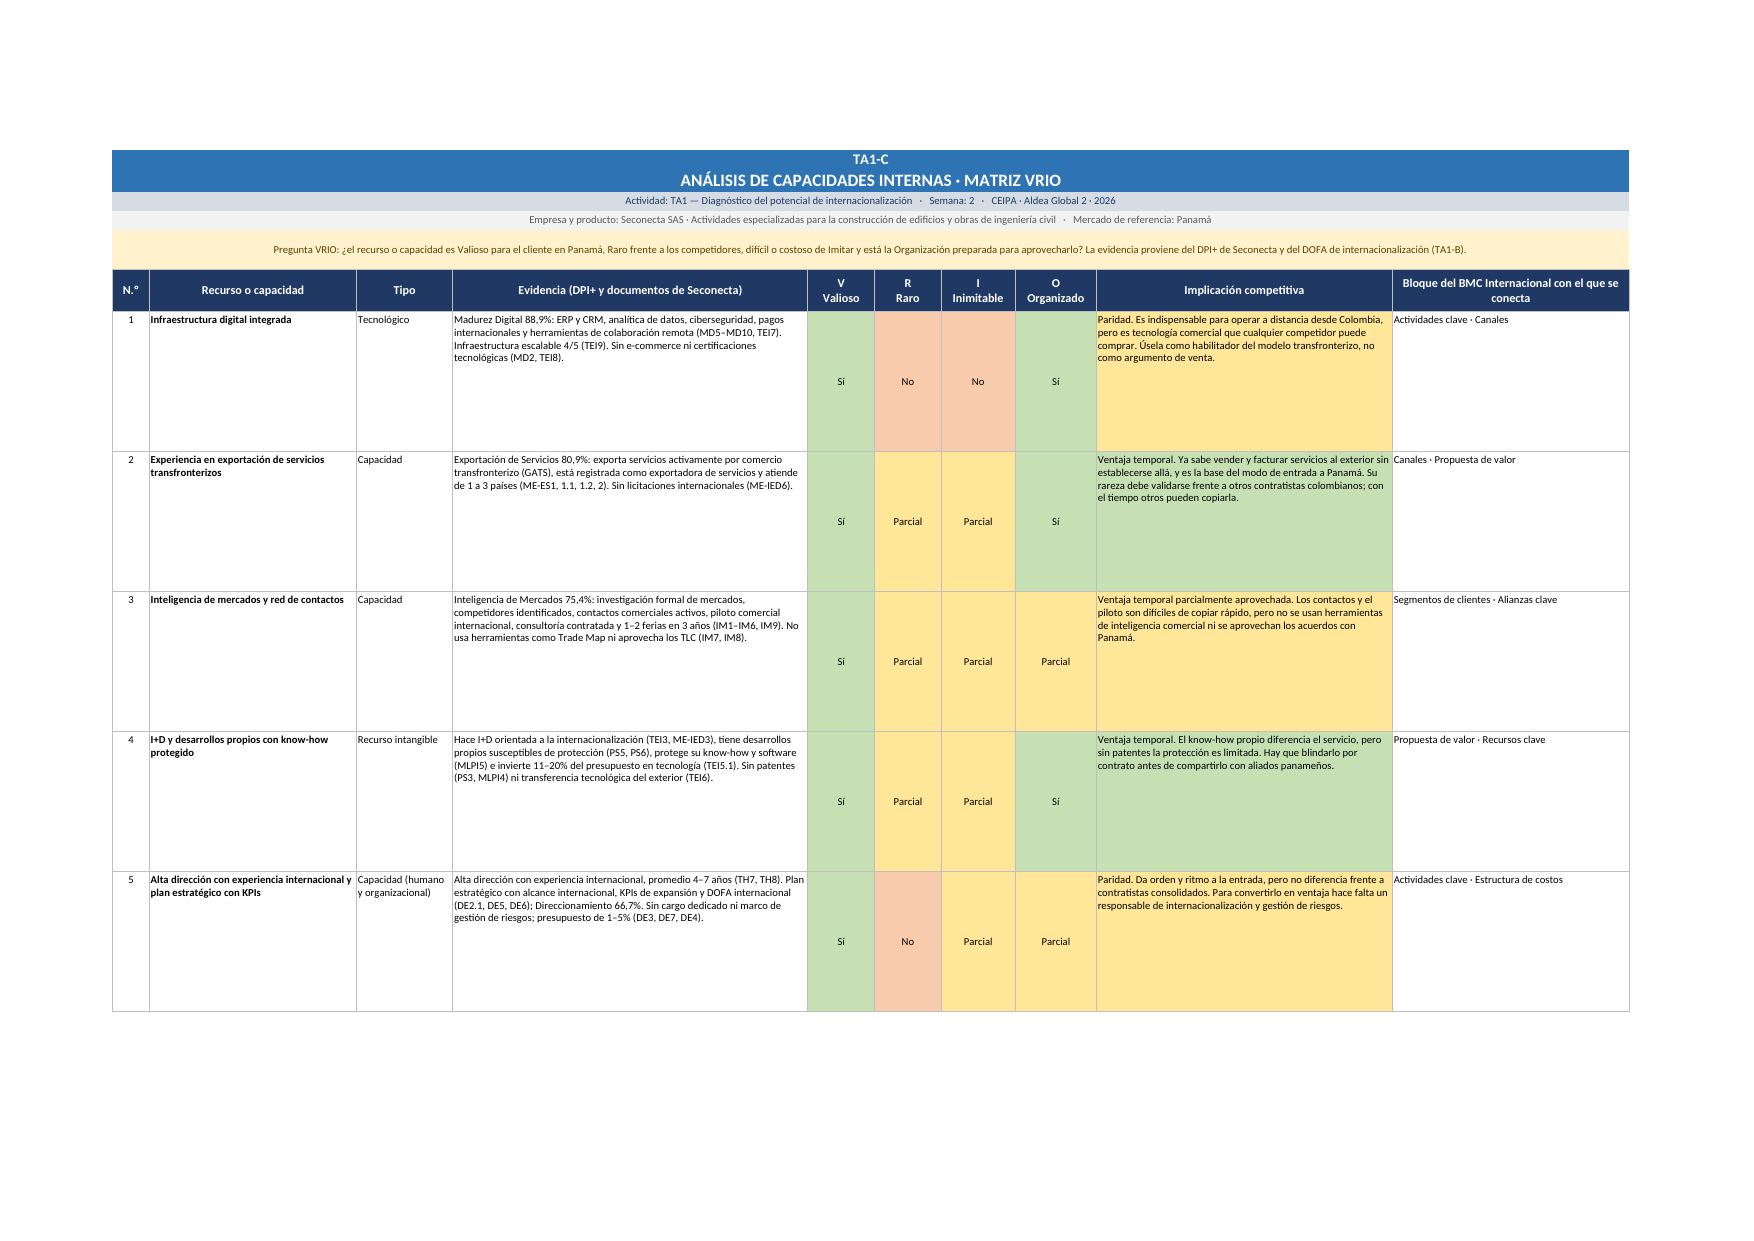 TA1-C
ANÁLISIS DE CAPACIDADES INTERNAS · MATRIZ VRIO
Actividad: TA1 — Diagnóstico del potencial de internacionalización · Semana: 2 · CEIPA · Aldea Global 2 · 2026
Empresa y producto: Seconecta SAS · Actividades especializadas para la construcción de edificios y obras de ingeniería civil · Mercado de referencia: Panamá
Pregunta VRIO: ¿el recurso o capacidad es Valioso para el cliente en Panamá, Raro frente a los competidores, difícil o costoso de Imitar y está la Organización preparada para aprovecharlo? La evidencia proviene del DPI+ de Seconecta y del DOFA de internacionalización (TA1-B).
N.º
Recurso o capacidad
Tipo
Evidencia (DPI+ y documentos de Seconecta)
V
Valioso
R
Raro
I
Inimitable
O
Organizado
Implicación competitiva
Bloque del BMC Internacional con el que se
conecta
1
Infraestructura digital integrada
Tecnológico
Madurez Digital 88,9%: ERP y CRM, analítica de datos, ciberseguridad, pagos
internacionales y herramientas de colaboración remota (MD5–MD10, TEI7).
Infraestructura escalable 4/5 (TEI9). Sin e-commerce ni certificaciones
tecnológicas (MD2, TEI8).
Sí
No
No
Sí
Paridad. Es indispensable para operar a distancia desde Colombia,
pero es tecnología comercial que cualquier competidor puede
comprar. Úsela como habilitador del modelo transfronterizo, no
como argumento de venta.
Actividades clave · Canales
2
Experiencia en exportación de servicios
transfronterizos
Capacidad
Exportación de Servicios 80,9%: exporta servicios activamente por comercio
transfronterizo (GATS), está registrada como exportadora de servicios y atiende
de 1 a 3 países (ME-ES1, 1.1, 1.2, 2). Sin licitaciones internacionales (ME-IED6).
Sí
Parcial
Parcial
Sí
Ventaja temporal. Ya sabe vender y facturar servicios al exterior sin
establecerse allá, y es la base del modo de entrada a Panamá. Su
rareza debe validarse frente a otros contratistas colombianos; con
el tiempo otros pueden copiarla.
Canales · Propuesta de valor
3
Inteligencia de mercados y red de contactos
Capacidad
Inteligencia de Mercados 75,4%: investigación formal de mercados,
competidores identificados, contactos comerciales activos, piloto comercial
internacional, consultoría contratada y 1–2 ferias en 3 años (IM1–IM6, IM9). No
usa herramientas como Trade Map ni aprovecha los TLC (IM7, IM8).
Sí
Parcial
Parcial
Parcial
Ventaja temporal parcialmente aprovechada. Los contactos y el
piloto son difíciles de copiar rápido, pero no se usan herramientas
de inteligencia comercial ni se aprovechan los acuerdos con
Panamá.
Segmentos de clientes · Alianzas clave
4
I+D y desarrollos propios con know-how
protegido
Recurso intangible
Hace I+D orientada a la internacionalización (TEI3, ME-IED3), tiene desarrollos
propios susceptibles de protección (PS5, PS6), protege su know-how y software
(MLPI5) e invierte 11–20% del presupuesto en tecnología (TEI5.1). Sin patentes
(PS3, MLPI4) ni transferencia tecnológica del exterior (TEI6).
Sí
Parcial
Parcial
Sí
Ventaja temporal. El know-how propio diferencia el servicio, pero
sin patentes la protección es limitada. Hay que blindarlo por
contrato antes de compartirlo con aliados panameños.
Propuesta de valor · Recursos clave
5
Alta dirección con experiencia internacional y
plan estratégico con KPIs
Capacidad (humano
y organizacional)
Alta dirección con experiencia internacional, promedio 4–7 años (TH7, TH8). Plan
estratégico con alcance internacional, KPIs de expansión y DOFA internacional
(DE2.1, DE5, DE6); Direccionamiento 66,7%. Sin cargo dedicado ni marco de
gestión de riesgos; presupuesto de 1–5% (DE3, DE7, DE4).
Sí
No
Parcial
Parcial
Paridad. Da orden y ritmo a la entrada, pero no diferencia frente a
contratistas consolidados. Para convertirlo en ventaja hace falta un
responsable de internacionalización y gestión de riesgos.
Actividades clave · Estructura de costos